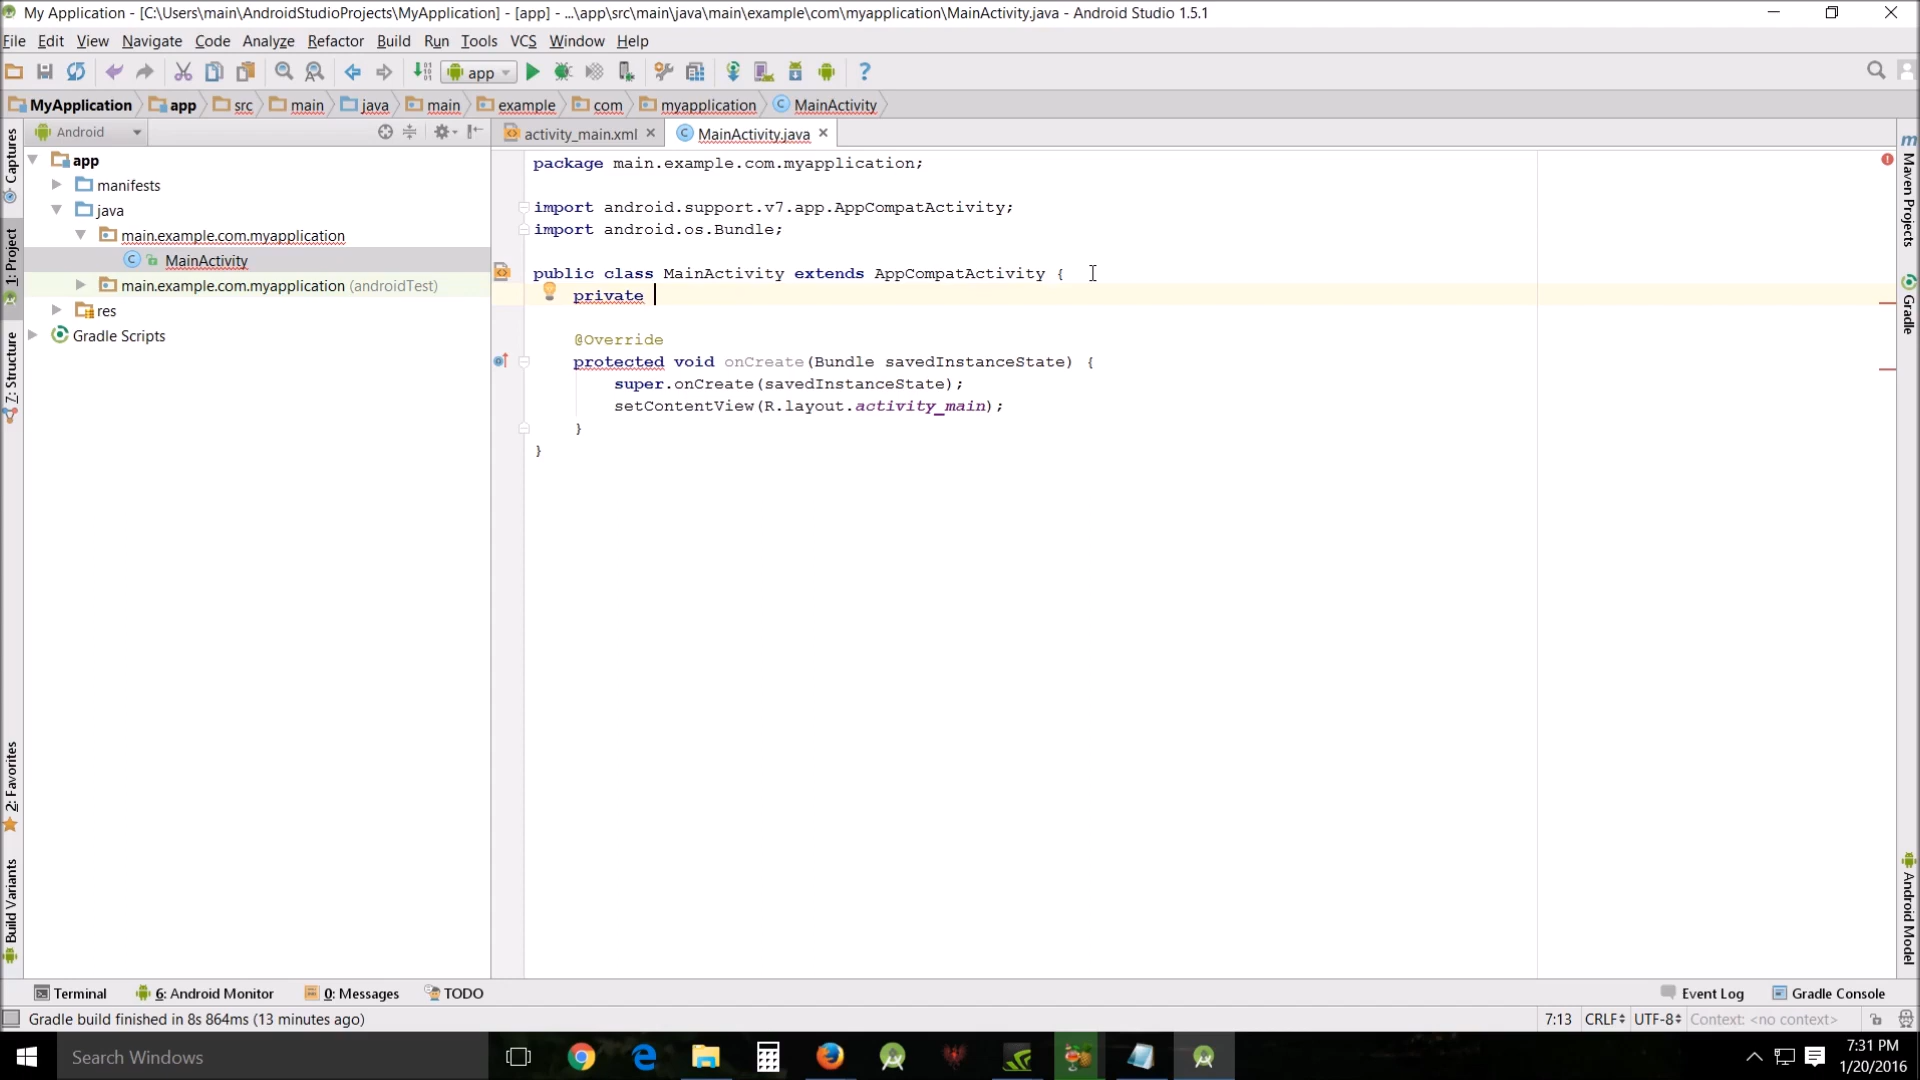 My Application - [C:\Users\main\AndroidStudioProjects\MyApplication] - [app] - ...\app\src\main\java\main\example\com\myapplication\MainActivity.java - Android Studio 1.5.1
File Edit View Navigate Code Analyze Refactor Build Run Tools VCS Window Help
app
MyApplication app src main java main example com myapplication MainActivity
Android activity_main.xml MainActivity.java
app
manifests
java
main.example.com.myapplication
MainActivity
main.example.com.myapplication (androidTest)
res
Gradle Scripts
Captures
1: Project
7: Structure
2: Favorites
Build Variants
package main.example.com.myapplication;
import android.support.v7.app.AppCompatActivity;
import android.os.Bundle;
public class MainActivity extends AppCompatActivity {
private
@Override
protected void onCreate(Bundle savedInstanceState) {
super.onCreate(savedInstanceState);
setContentView(R.layout.activity_main);
}
}
m
Maven Projects
Gradle
Android Model
Terminal 6: Android Monitor 0: Messages TODO Event Log Gradle Console
Gradle build finished in 8s 864ms (13 minutes ago) 7:13 CRLF UTF-8 Context: <no context>
Search Windows
7:31 PM
1/20/2016